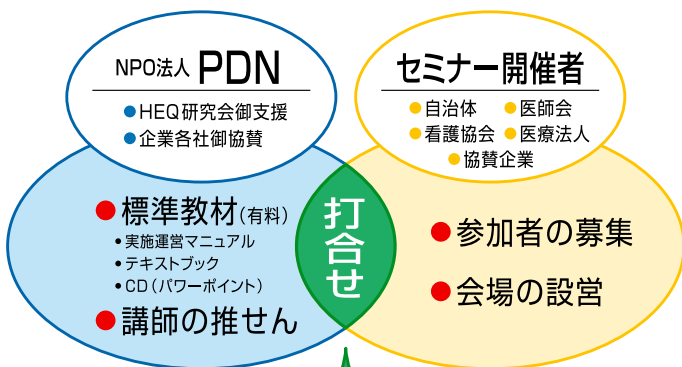 NPO法人 PDN
●HEQ研究会御支援
●企業各社御協賛
セミナー開催者
●自治体 ●医師会
●看護協会 ●医療法人
●協賛企業
●標準教材(有料)
•実施運営マニュアル
•テキストブック
•CD(パワーポイント)
●講師の推せん
打合せ
●参加者の募集
●会場の設営